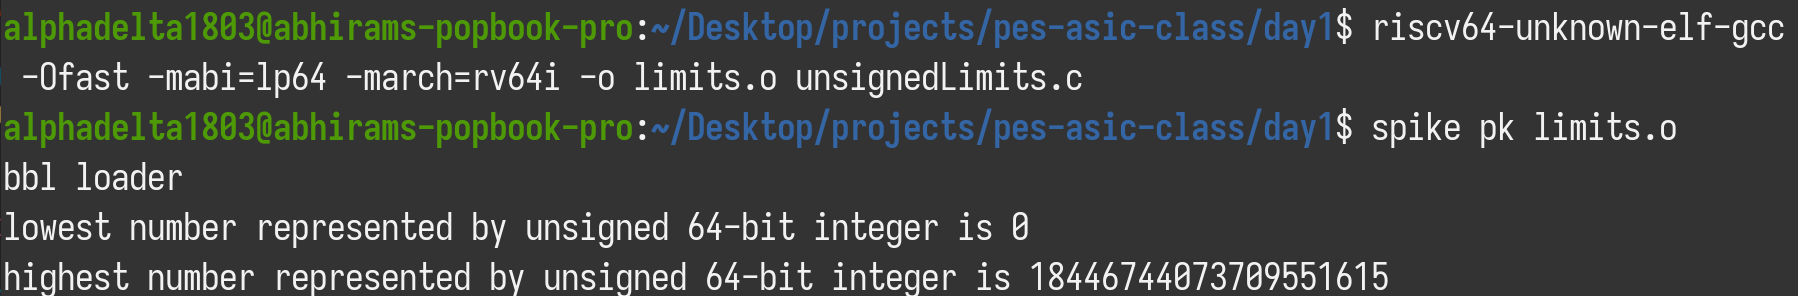 alphadelta1803@abhirams-popbook-pro:~/Desktop/projects/pes-asic-class/day1$ riscv64-unknown-elf-gcc
-Ofast -mabi=lp64 -march=rv64i -o limits.o unsignedLimits.c
alphadelta1803@abhirams-popbook-pro:~/Desktop/projects/pes-asic-class/day1$ spike pk limits.o
bbl loader
lowest number represented by unsigned 64-bit integer is 0
highest number represented by unsigned 64-bit integer is 18446744073709551615